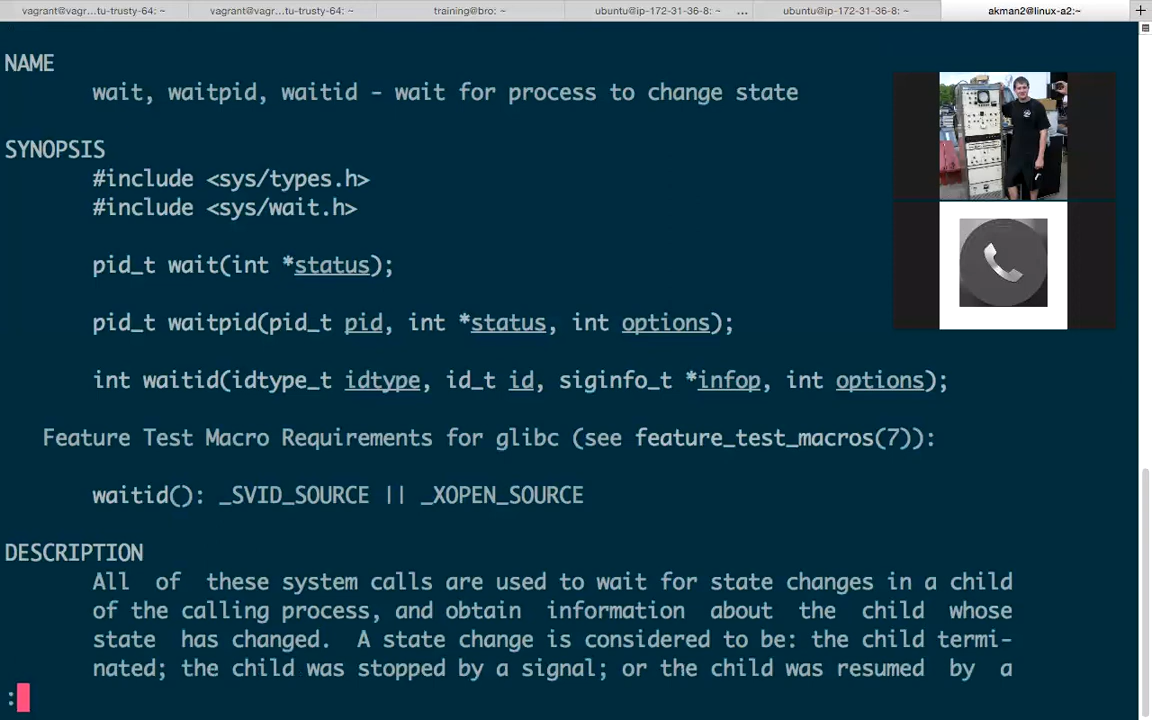 vagrant@vagr...tu-trusty-64: ~ vagrant@vagr...tu-trusty-64: ~ training@bro: ~ ubuntu@ip-172-31-36-8: ~ ... ubuntu@ip-172-31-36-8: ~ akman2@linux-a2:~ +
NAME
wait, waitpid, waitid - wait for process to change state
SYNOPSIS
#include <sys/types.h>
#include <sys/wait.h>
pid_t wait(int *status);
pid_t waitpid(pid_t pid, int *status, int options);
int waitid(idtype_t idtype, id_t id, siginfo_t *infop, int options);
Feature Test Macro Requirements for glibc (see feature_test_macros(7)):
waitid(): _SVID_SOURCE || _XOPEN_SOURCE
DESCRIPTION
All of these system calls are used to wait for state changes in a child
of the calling process, and obtain information about the child whose
state has changed. A state change is considered to be: the child termi-
nated; the child was stopped by a signal; or the child was resumed by a
: